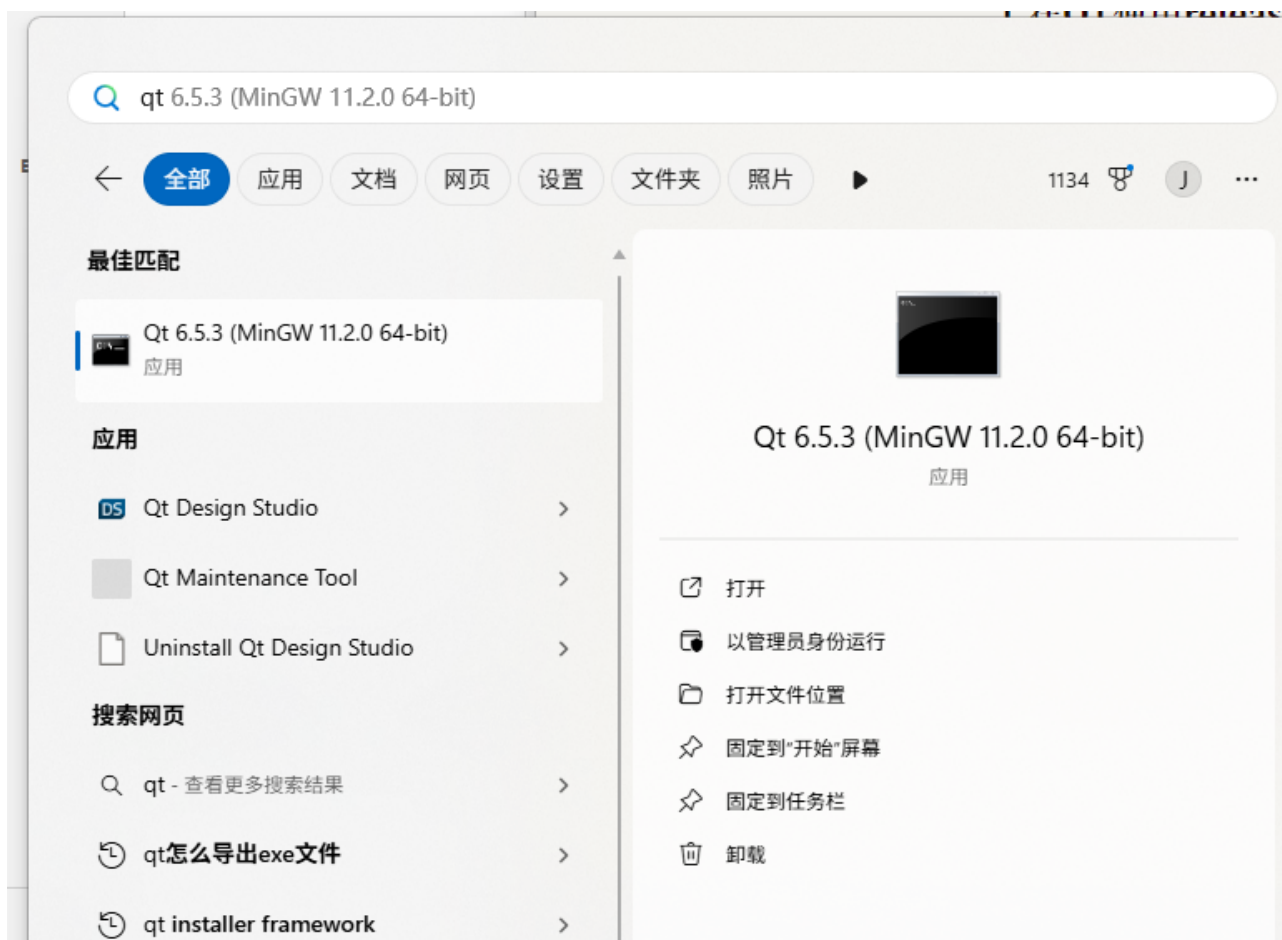 qt 6.5.3 (MinGW 11.2.0 64-bit)
全部 应用 文档 网页 设置 文件夹 照片 1134 J ...
最佳匹配
Qt 6.5.3 (MinGW 11.2.0 64-bit)
应用
应用
DS Qt Design Studio
Qt Maintenance Tool
Uninstall Qt Design Studio
搜索网页
qt - 查看更多搜索结果
qt怎么导出exe文件
qt installer framework
Qt 6.5.3 (MinGW 11.2.0 64-bit)
应用
打开
以管理员身份运行
打开文件位置
固定到"开始"屏幕
固定到任务栏
卸载